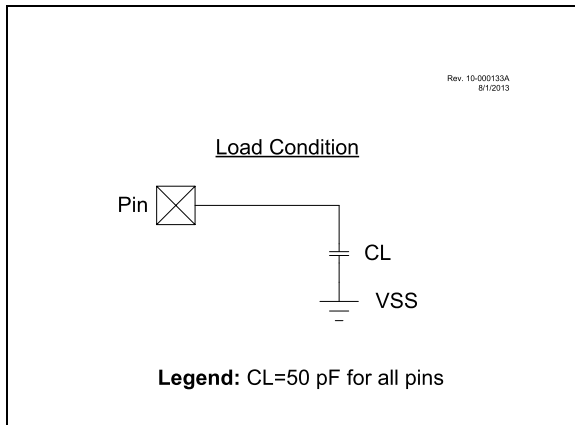 Rev. 10-000133A
8/1/2013
Load Condition
Pin
CL
VSS
Legend: CL=50 pF for all pins